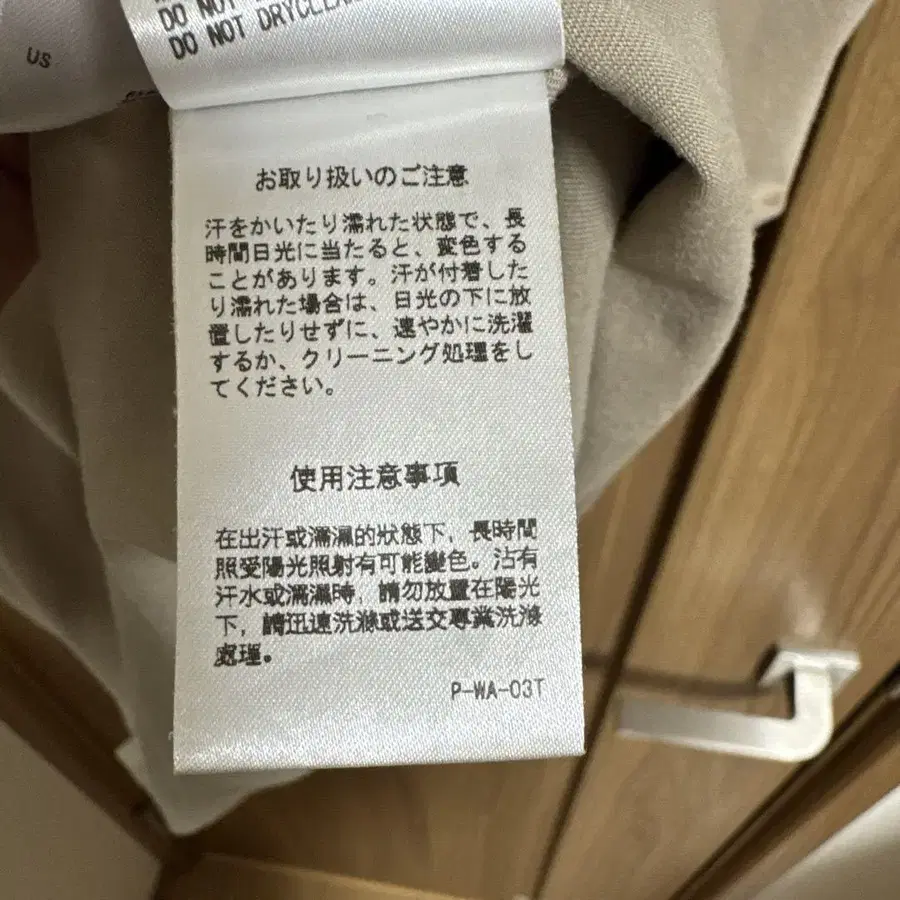 DO NOT
DO NOT DRYCLEAN
US
お取り扱いのご注意
汗をかいたり濡れた状態で、長
時間日光に当たると、変色する
ことがあります。汗が付着した
り濡れた場合は、日光の下に放
置したりせずに、速やかに洗濯
するか、クリーニング処理をし
てください。
使用注意事項
在出汗或濡濕的狀態下，長時間
照受陽光照射有可能變色。沾有
汗水或濡濕時，請勿放置在陽光
下，請迅速洗滌或送交專業洗滌
處理。
P-WA-03T